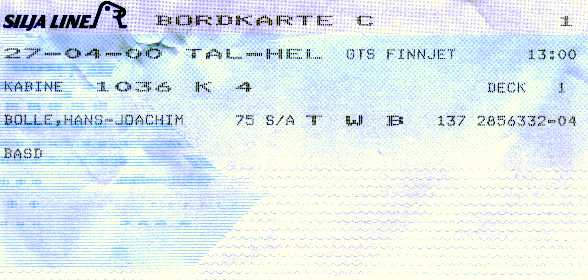 SILJA LINE BORDKARTE C 1
27-04-00 TAL-HEL GTS FINNJET 13:00
KABINE 1036 K 4 DECK 1
BOLLE,HANS-JOACHIM 75 S/A T W B 137 2856332-04
BASD